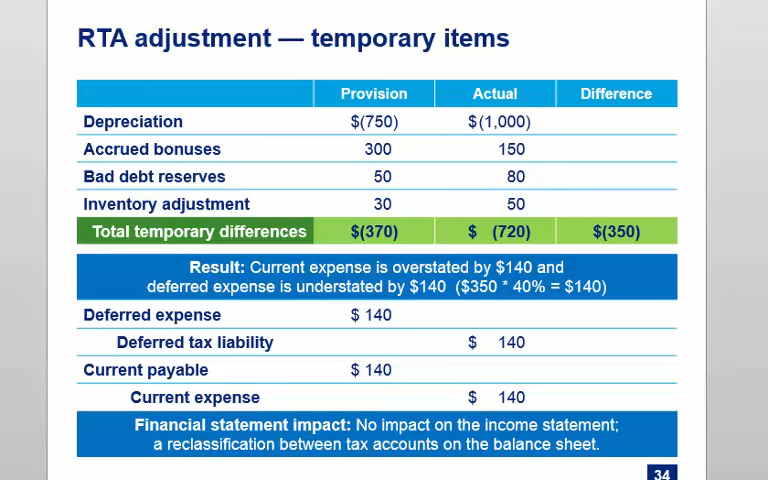 RTA adjustment — temporary items
Provision Actual Difference
Depreciation $(750) $(1,000)
Accrued bonuses 300 150
Bad debt reserves 50 80
Inventory adjustment 30 50
Total temporary differences $(370) $ (720) $(350)
Result: Current expense is overstated by $140 and
deferred expense is understated by $140 ($350 * 40% = $140)
Deferred expense $ 140
Deferred tax liability $ 140
Current payable $ 140
Current expense $ 140
Financial statement impact: No impact on the income statement;
a reclassification between tax accounts on the balance sheet.
34